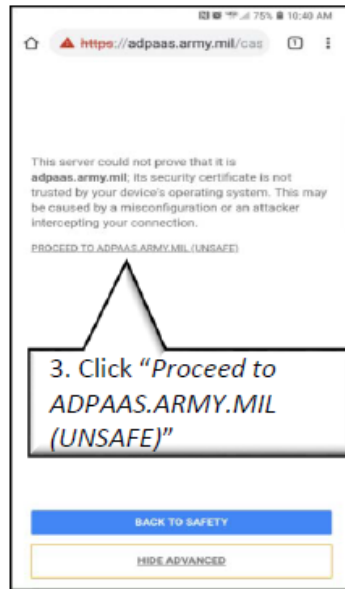 75% 10:40 AM
https://adpaas.army.mil/cas 1
This server could not prove that it is
adpaas.army.mil; its security certificate is not
trusted by your device's operating system. This may
be caused by a misconfiguration or an attacker
intercepting your connection.
PROCEED TO ADPAAS.ARMY.MIL (UNSAFE)
3. Click “Proceed to
ADPAAS.ARMY.MIL
(UNSAFE)”
BACK TO SAFETY
HIDE ADVANCED